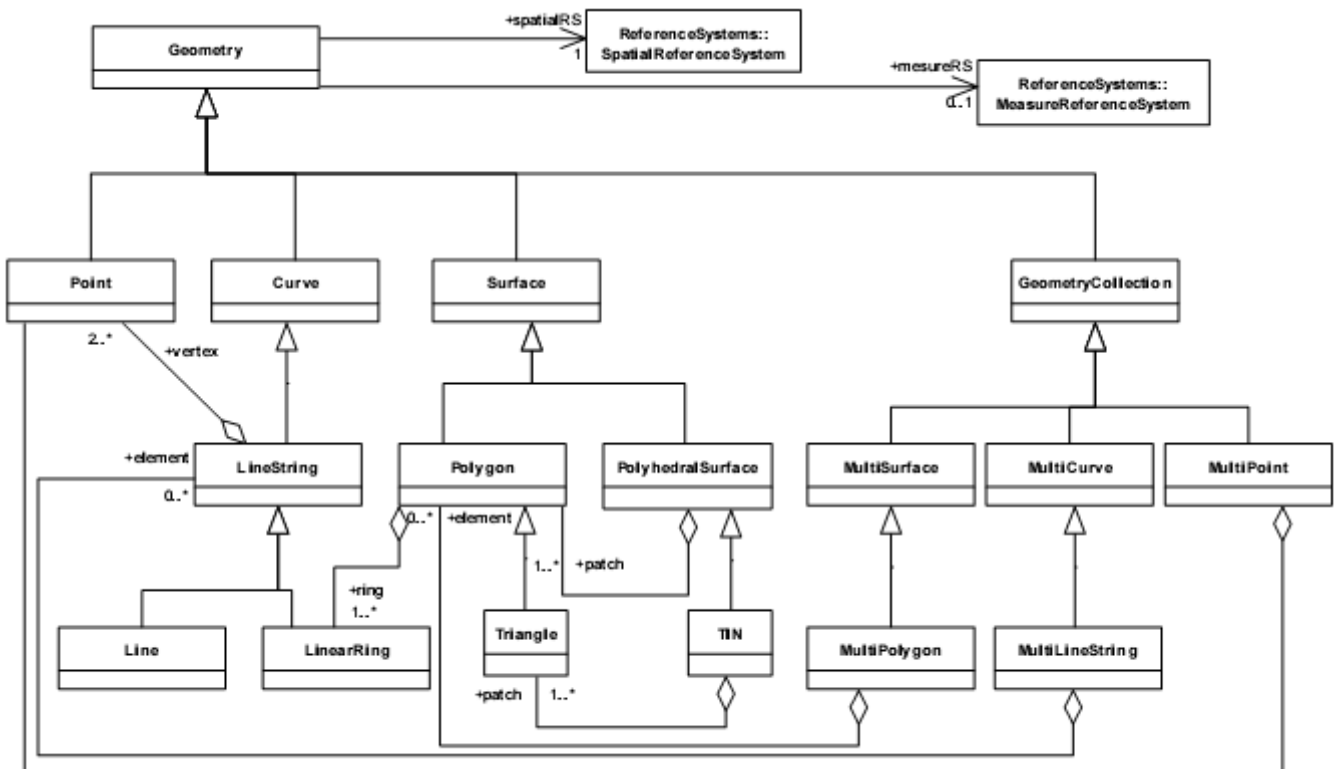 +spatialRS
Geometry
1
ReferenceSystems::
SpatialReferenceSystem
+mesureRS
0..1
ReferenceSystems::
MeasureReferenceSystem
Point
Curve
Surface
GeometryCollection
2..*
+vertex
+element
0..*
LineString
Polygon
PolyhedralSurface
MultiSurface
MultiCurve
MultiPoint
0..*
+element
1..*
+patch
+ring
1..*
Line
LinearRing
Triangle
TIN
MultiPolygon
MultiLineString
+patch
1..*